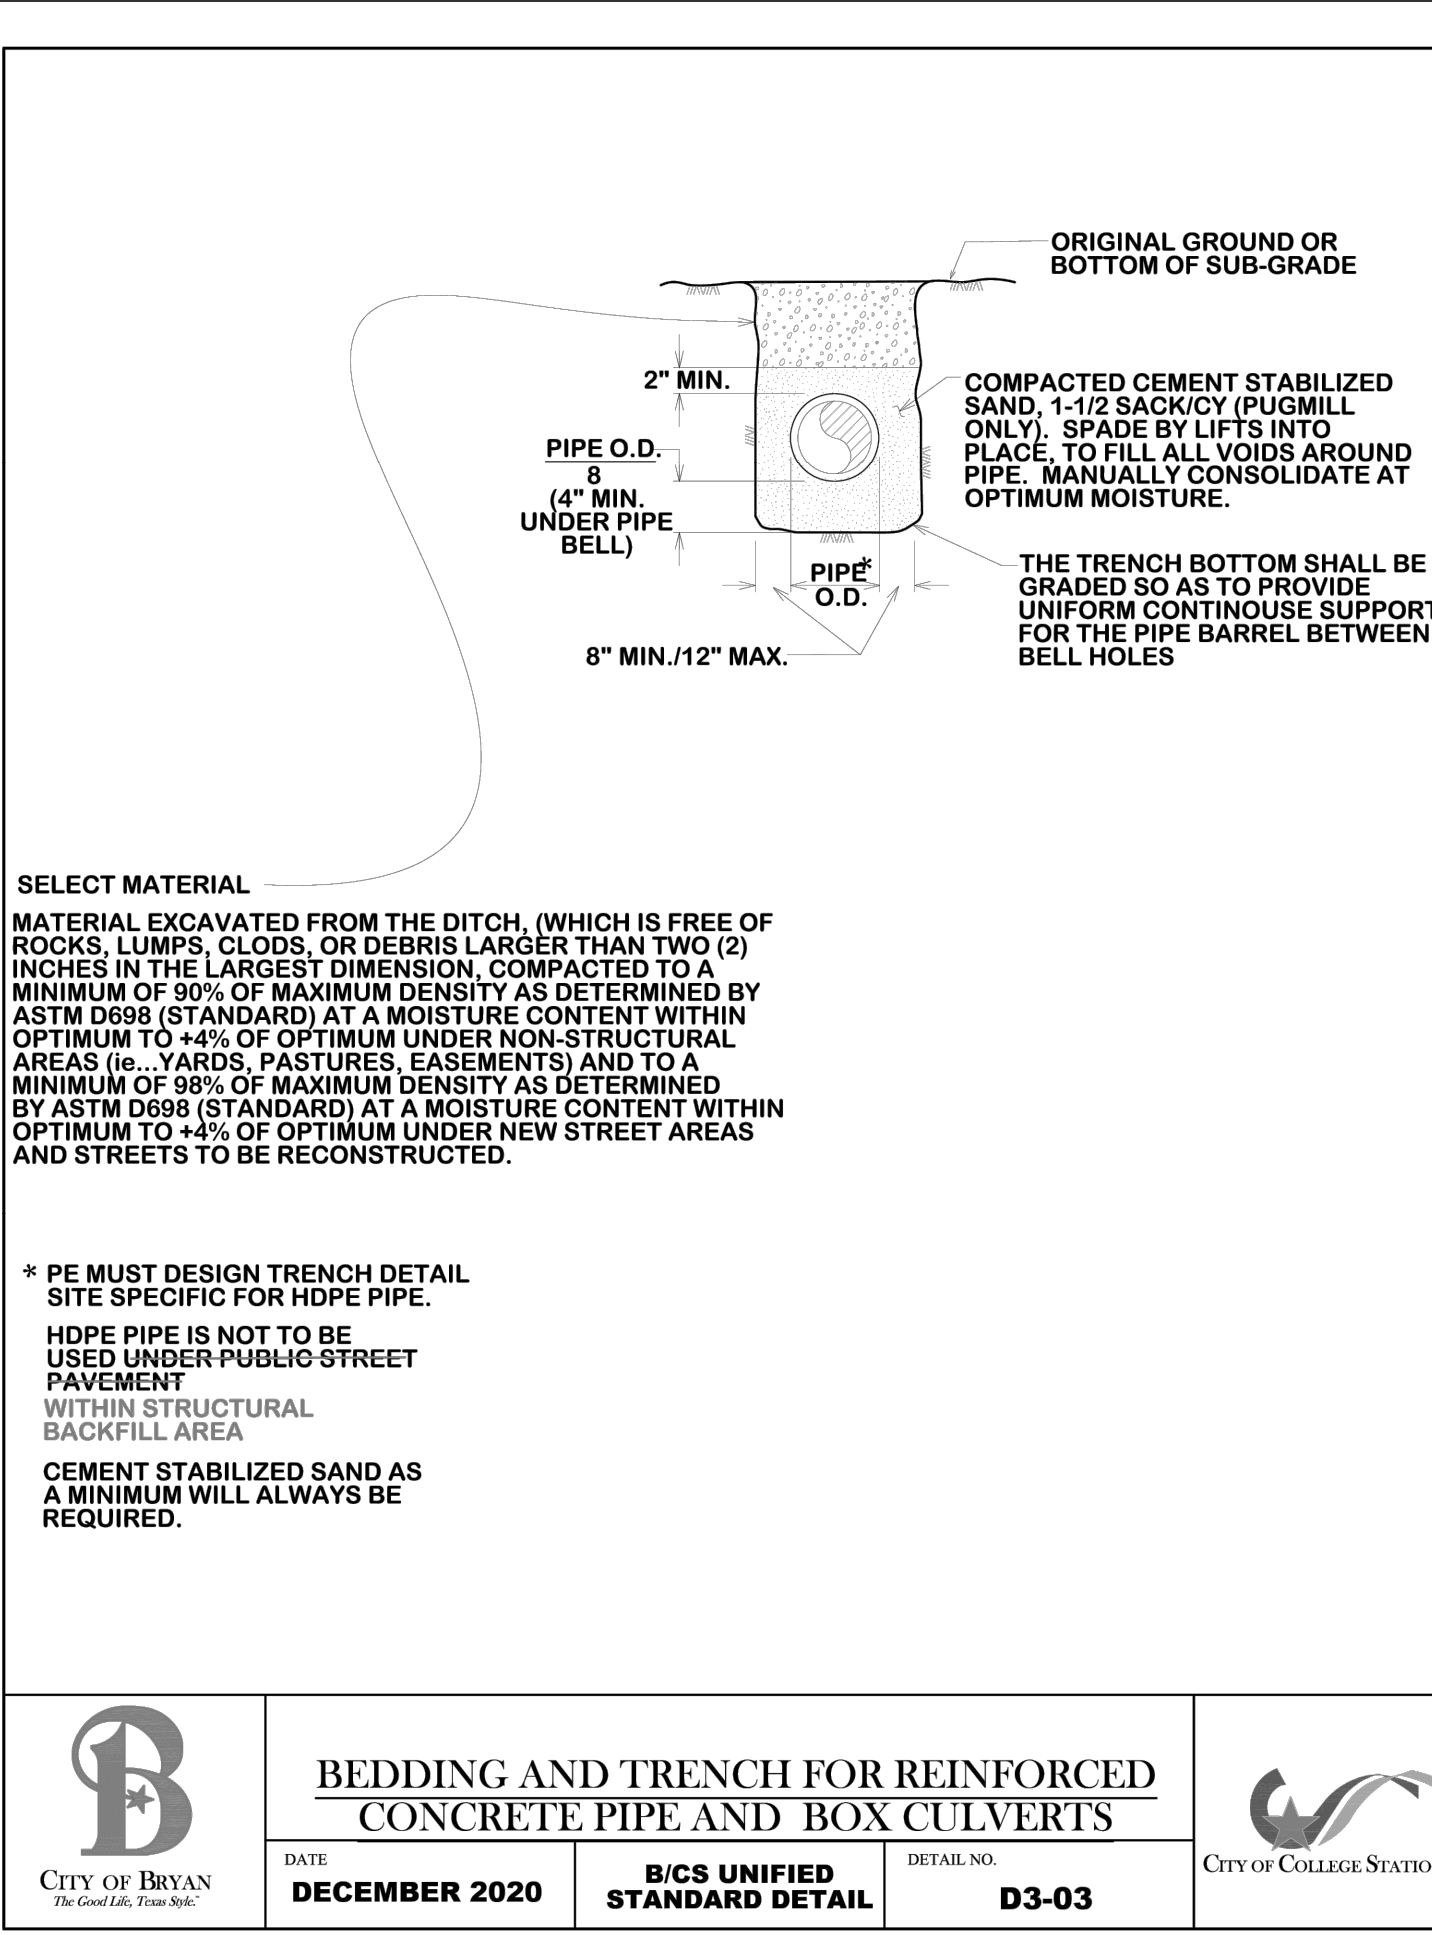 ORIGINAL GROUND OR
BOTTOM OF SUB-GRADE
2" MIN.
COMPACTED CEMENT STABILIZED
SAND, 1-1/2 SACK/CY (PUGMILL
ONLY). SPADE BY LIFTS INTO
PLACE, TO FILL ALL VOIDS AROUND
PIPE. MANUALLY CONSOLIDATE AT
OPTIMUM MOISTURE.
PIPE O.D.
8
(4" MIN.
UNDER PIPE
BELL)
PIPE*
O.D.
THE TRENCH BOTTOM SHALL BE
GRADED SO AS TO PROVIDE
UNIFORM CONTINOUSE SUPPORT
FOR THE PIPE BARREL BETWEEN
BELL HOLES
8" MIN./12" MAX.
SELECT MATERIAL
MATERIAL EXCAVATED FROM THE DITCH, (WHICH IS FREE OF
ROCKS, LUMPS, CLODS, OR DEBRIS LARGER THAN TWO (2)
INCHES IN THE LARGEST DIMENSION, COMPACTED TO A
MINIMUM OF 90% OF MAXIMUM DENSITY AS DETERMINED BY
ASTM D698 (STANDARD) AT A MOISTURE CONTENT WITHIN
OPTIMUM TO +4% OF OPTIMUM UNDER NON-STRUCTURAL
AREAS (ie...YARDS, PASTURES, EASEMENTS) AND TO A
MINIMUM OF 98% OF MAXIMUM DENSITY AS DETERMINED
BY ASTM D698 (STANDARD) AT A MOISTURE CONTENT WITHIN
OPTIMUM TO +4% OF OPTIMUM UNDER NEW STREET AREAS
AND STREETS TO BE RECONSTRUCTED.
* PE MUST DESIGN TRENCH DETAIL
SITE SPECIFIC FOR HDPE PIPE.
HDPE PIPE IS NOT TO BE
USED UNDER PUBLIC STREET
PAVEMENT
WITHIN STRUCTURAL
BACKFILL AREA
CEMENT STABILIZED SAND AS
A MINIMUM WILL ALWAYS BE
REQUIRED.
B
CITY OF BRYAN
The Good Life, Texas Style.™
BEDDING AND TRENCH FOR REINFORCED
CONCRETE PIPE AND BOX CULVERTS
DATE
DECEMBER 2020
B/CS UNIFIED
STANDARD DETAIL
DETAIL NO.
D3-03
CITY OF COLLEGE STATIO